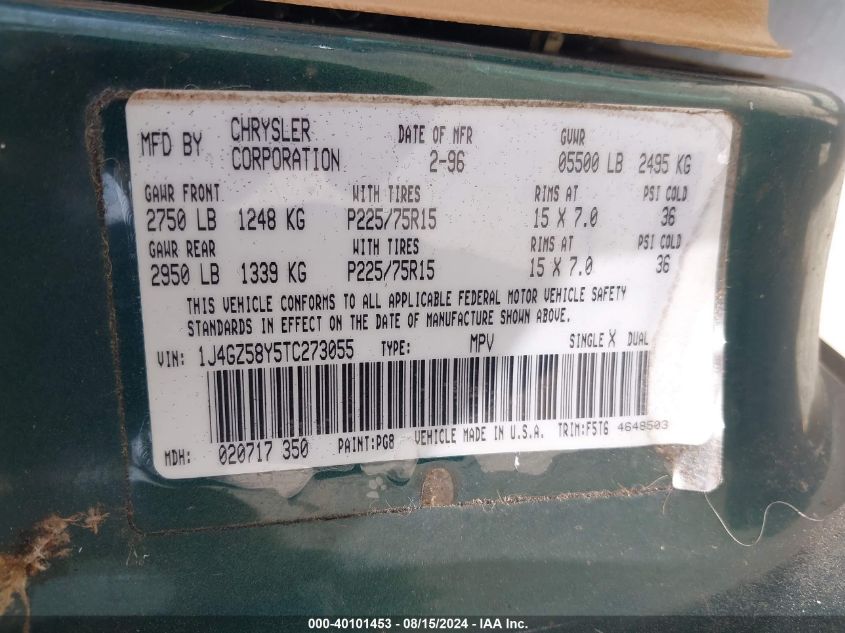 MFD BY CHRYSLER CORPORATION DATE OF MFR 2-96 GVWR 05500 LB 2495 KG
GAWR FRONT WITH TIRES RIMS AT PSI COLD
2750 LB 1248 KG P225/75R15 15 X 7.0 36
GAWR REAR WITH TIRES RIMS AT PSI COLD
2950 LB 1339 KG P225/75R15 15 X 7.0 36
THIS VEHICLE CONFORMS TO ALL APPLICABLE FEDERAL MOTOR VEHICLE SAFETY
STANDARDS IN EFFECT ON THE DATE OF MANUFACTURE SHOWN ABOVE.
VIN: 1J4GZ58Y5TC273055 TYPE: MPV SINGLE X DUAL
MDH: 020717 350 PAINT:PG8 VEHICLE MADE IN U.S.A. TRIM:F5T6 4648503
000-40101453 - 08/15/2024 - © IAA Inc.